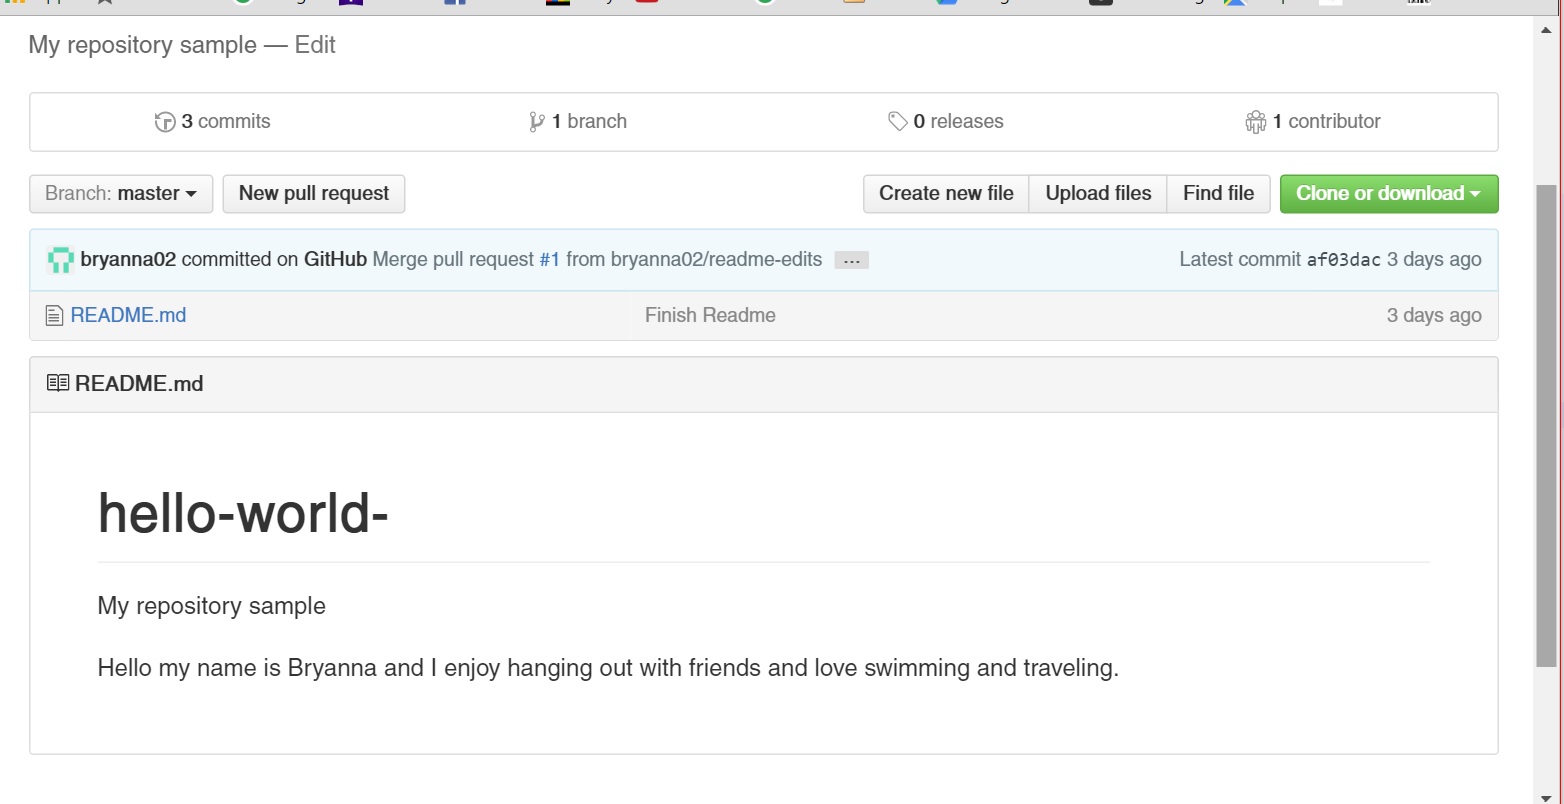 My repository sample — Edit
3 commits
1 branch
0 releases
1 contributor
Branch: master
New pull request
Create new file
Upload files
Find file
Clone or download
bryanna02 committed on GitHub Merge pull request #1 from bryanna02/readme-edits ...
Latest commit af03dac 3 days ago
README.md
Finish Readme
3 days ago
README.md
hello-world-
My repository sample
Hello my name is Bryanna and I enjoy hanging out with friends and love swimming and traveling.